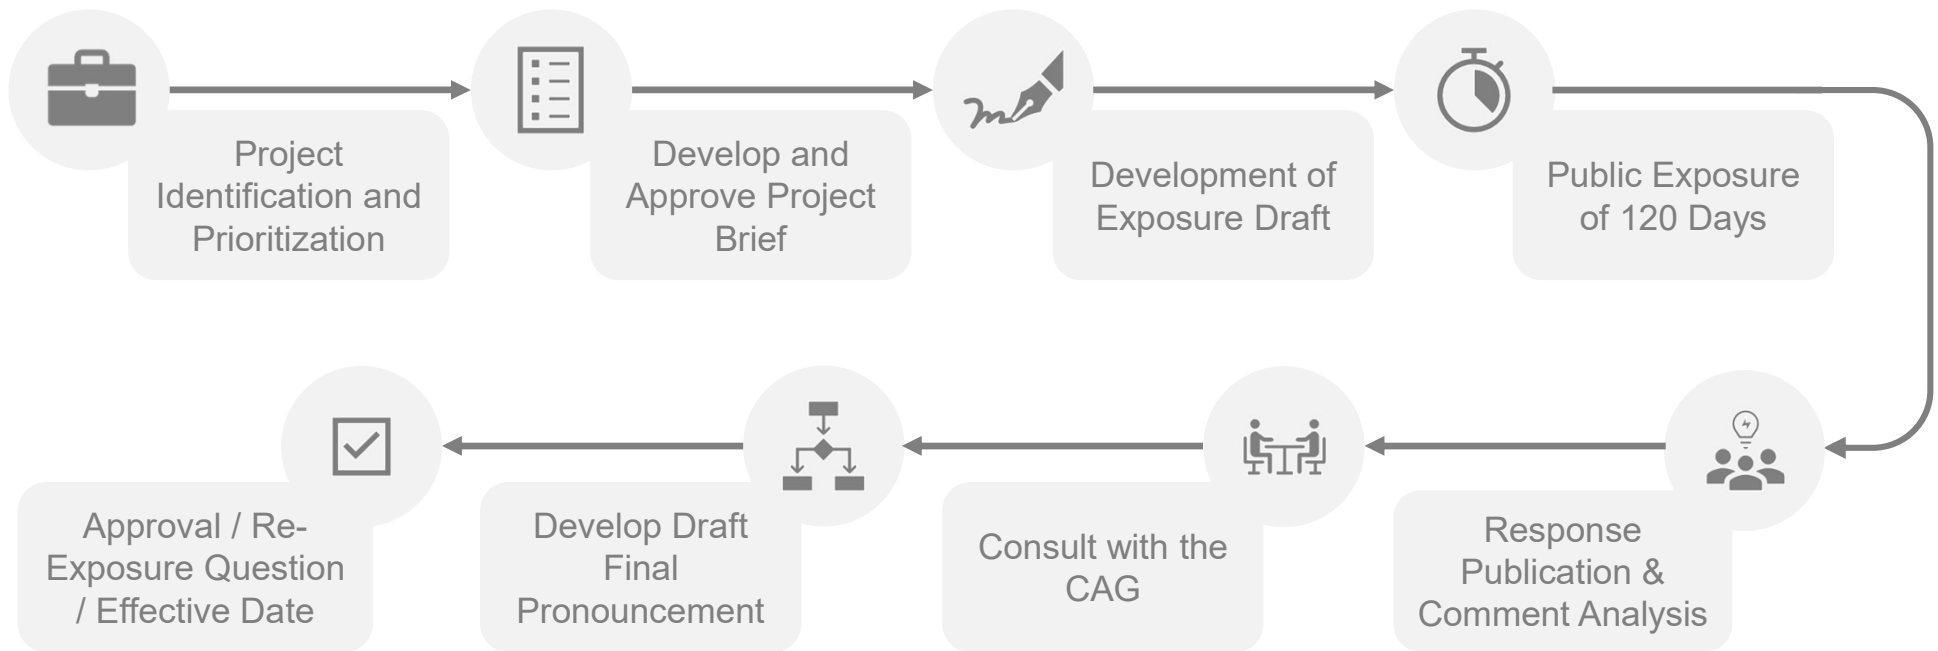 Project
Identification and
Prioritization
Develop and
Approve Project
Brief
Development of
Exposure Draft
Public Exposure
of 120 Days
Response
Publication &
Comment Analysis
Consult with the
CAG
Develop Draft
Final
Pronouncement
Approval / Re-
Exposure Question
/ Effective Date